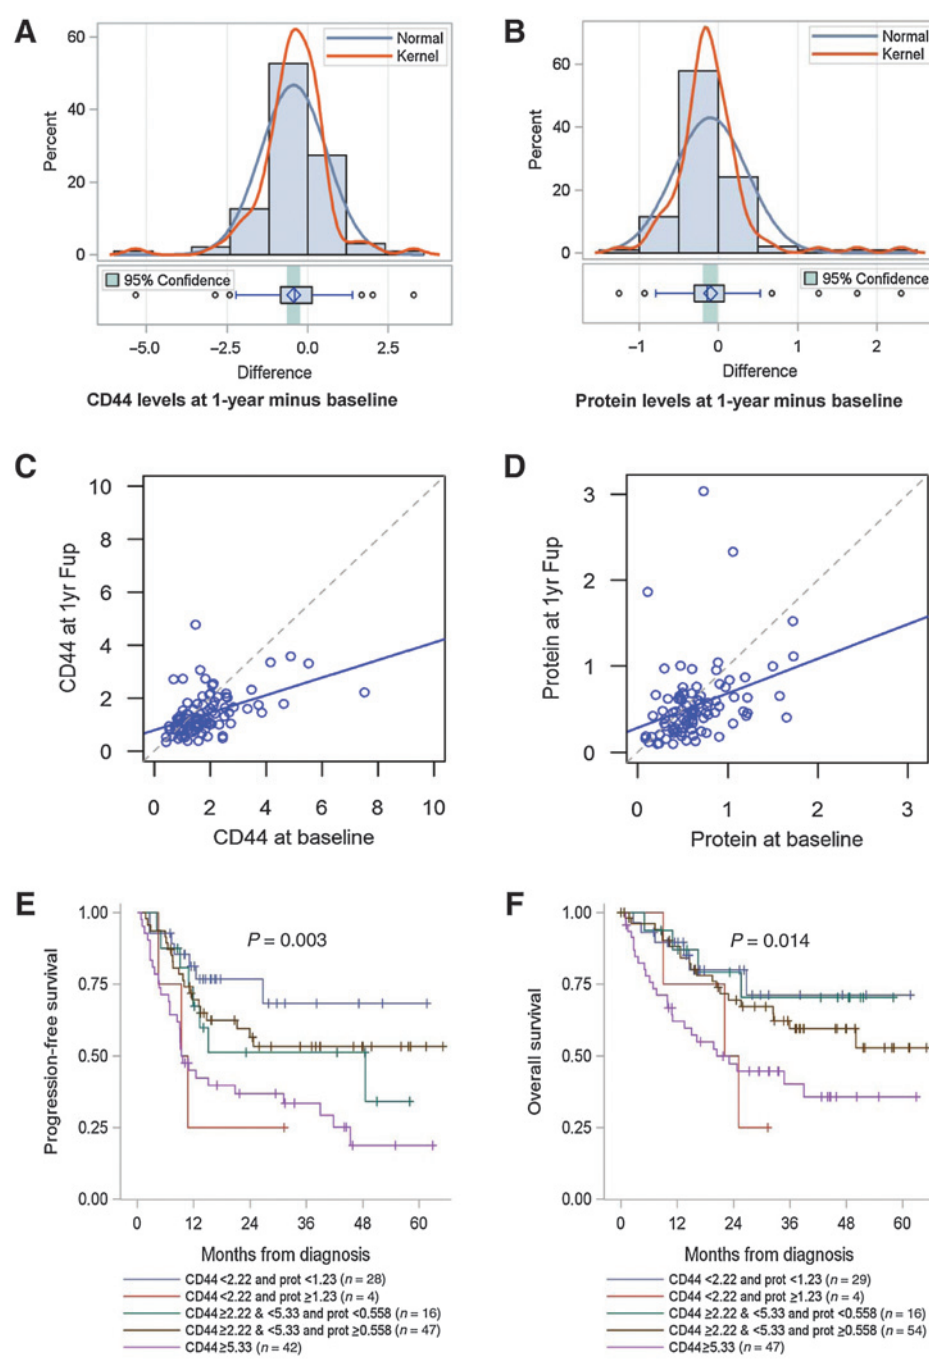 A
60
40
20
0
Percent
Normal
Kernel
95% Confidence
−5.0
−2.5
0.0
2.5
Difference
CD44 levels at 1-year minus baseline
B
60
40
20
0
Percent
Normal
Kernel
95% Confidence
−1
0
1
2
Difference
Protein levels at 1-year minus baseline
C
10
8
6
4
2
0
CD44 at 1yr Fup
0
2
4
6
8
10
CD44 at baseline
D
3
2
1
0
Protein at 1yr Fup
0
1
2
3
Protein at baseline
E
1.00
0.75
0.50
0.25
0.00
Progression-free survival
P = 0.003
0
12
24
36
48
60
Months from diagnosis
CD44 <2.22 and prot <1.23 (n = 28)
CD44 <2.22 and prot ≥1.23 (n = 4)
CD44 ≥2.22 & <5.33 and prot <0.558 (n = 16)
CD44 ≥2.22 & <5.33 and prot ≥0.558 (n = 47)
CD44≥5.33 (n = 42)
F
1.00
0.75
0.50
0.25
0.00
Overall survival
P = 0.014
0
12
24
36
48
60
Months from diagnosis
CD44 <2.22 and prot <1.23 (n = 29)
CD44 <2.22 and prot ≥1.23 (n = 4)
CD44 ≥2.22 & <5.33 and prot <0.558 (n = 16)
CD44 ≥2.22 & <5.33 and prot ≥0.558 (n = 54)
CD44≥5.33 (n = 47)